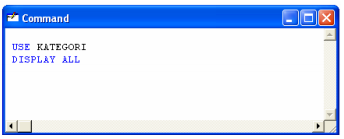 Command
USE KATEGORI
DISPLAY ALL